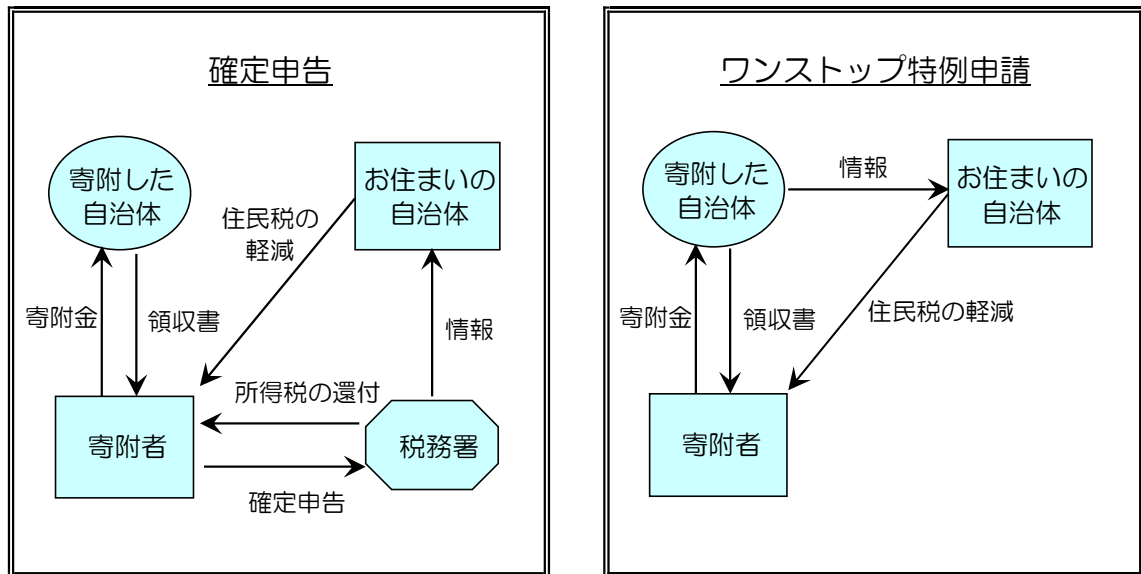 確定申告
寄附した
自治体
お住まいの
自治体
住民税の
軽減
寄附金
領収書
情報
所得税の還付
寄附者
税務署
確定申告
ワンストップ特例申請
寄附した
自治体
情報
お住まいの
自治体
寄附金
領収書
住民税の軽減
寄附者